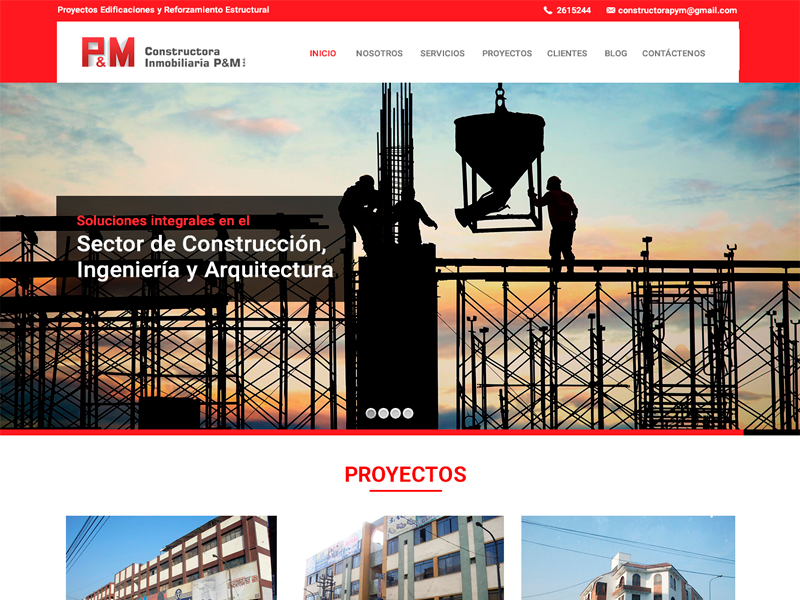 Proyectos Edificaciones y Reforzamiento Estructural
2615244 constructorapym@gmail.com
P&M Constructora
Inmobiliaria P&M
INICIO NOSOTROS SERVICIOS PROYECTOS CLIENTES BLOG CONTÁCTENOS
Soluciones integrales en el
Sector de Construcción,
Ingeniería y Arquitectura
PROYECTOS